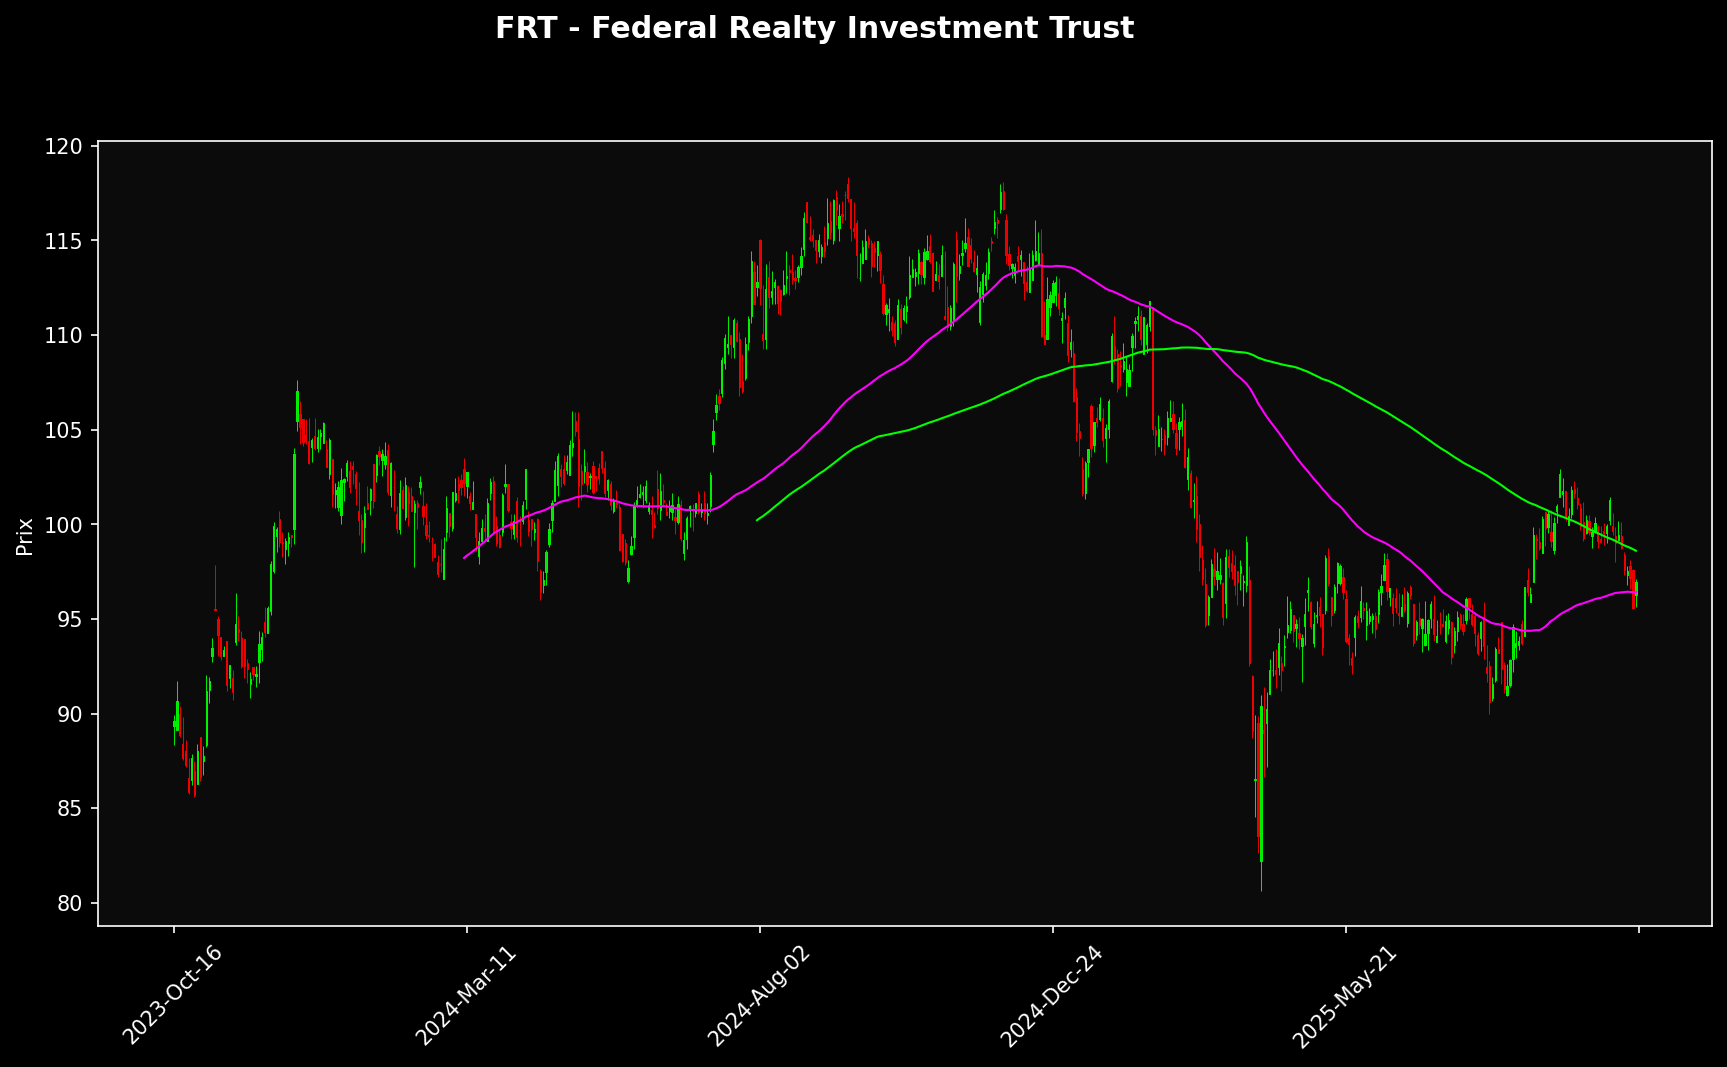 FRT - Federal Realty Investment Trust
Prix
120
115
110
105
100
95
90
85
80
2023-Oct-16
2024-Mar-11
2024-Aug-02
2024-Dec-24
2025-May-21